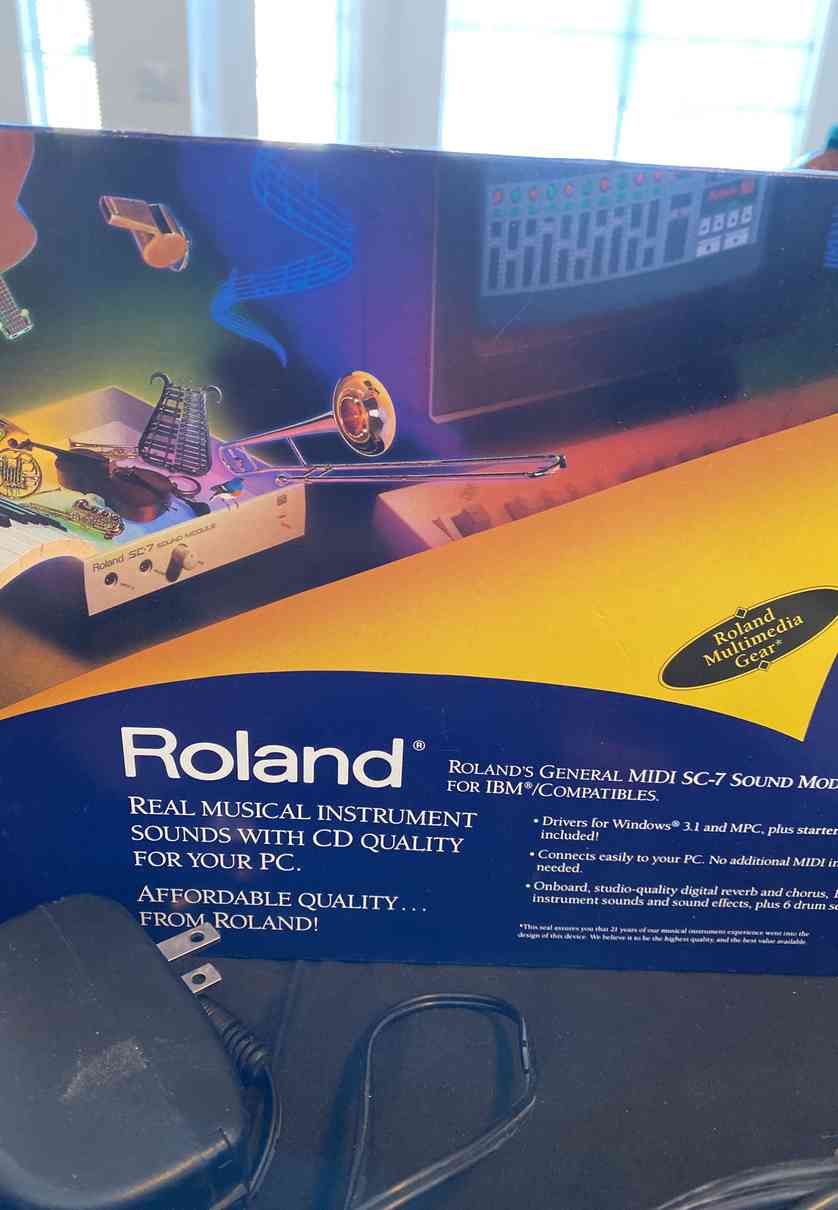 Roland SC-7 SOUND MODULE
Roland
Multimedia
Gear*
Roland®
REAL MUSICAL INSTRUMENT
SOUNDS WITH CD QUALITY
FOR YOUR PC.
AFFORDABLE QUALITY...
FROM ROLAND!
ROLAND'S GENERAL MIDI SC-7 SOUND
FOR IBM®/COMPATIBLES.
• Drivers for Windows® 3.1 and MPC, plus starter
included!
• Connects easily to your PC. No additional MIDI
needed.
• Onboard, studio-quality digital reverb and chorus,
instrument sounds and sound effects, plus 6 drum
*This seal assures you that 21 years of our musical instrument experience went into the
design of this device. We believe it to be the highest quality, and the best value available.